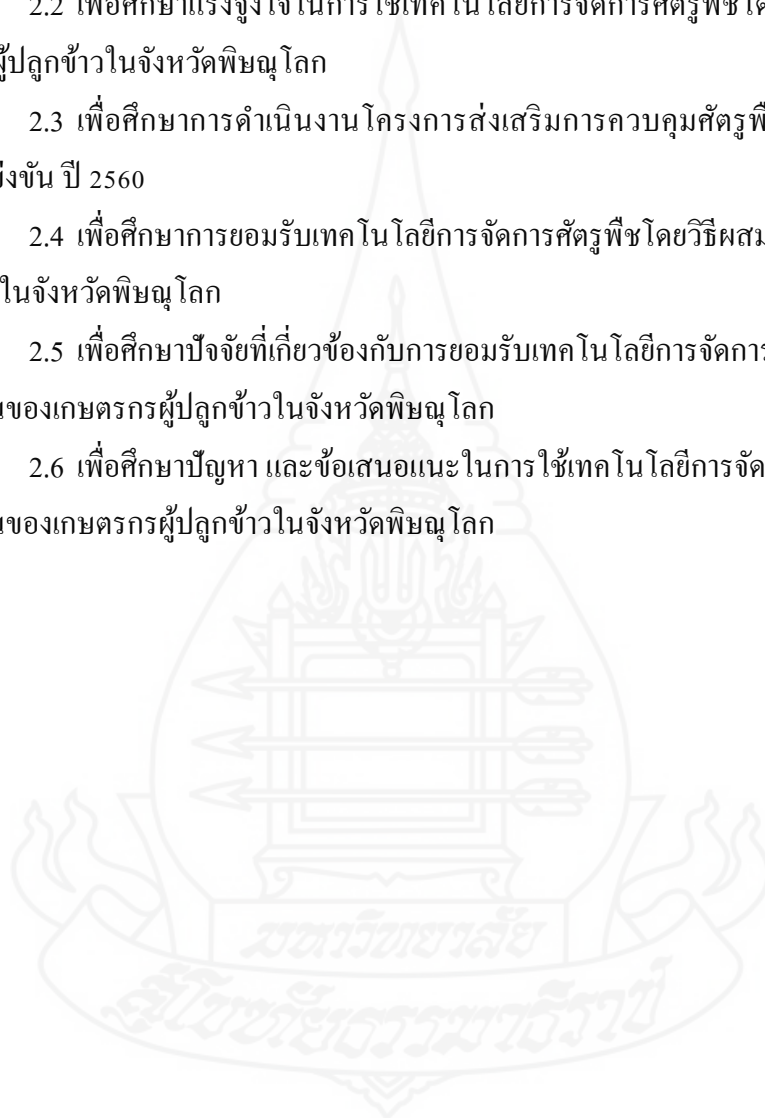 2.2 เพื่อศึกษาแรงจูงใจในการใช้เทคโนโลยีการจัดการศัตรูพืชโด
ผู้ปลูกข้าวในจังหวัดพิษณุโลก
2.3 เพื่อศึกษาการดำเนินงานโครงการส่งเสริมการควบคุมศัตรูพื
ข่งขัน ปี 2560
2.4 เพื่อศึกษาการยอมรับเทคโนโลยีการจัดการศัตรูพืชโดยวิธีผสม
ในจังหวัดพิษณุโลก
2.5 เพื่อศึกษาปัจจัยที่เกี่ยวข้องกับการยอมรับเทคโนโลยีการจัดการ
นของเกษตรกรผู้ปลูกข้าวในจังหวัดพิษณุโลก
2.6 เพื่อศึกษาปัญหา และข้อเสนอแนะในการใช้เทคโนโลยีการจัด
นของเกษตรกรผู้ปลูกข้าวในจังหวัดพิษณุโลก
มหาวิทยาลัย
สุโขทัยธรรมาธิราช